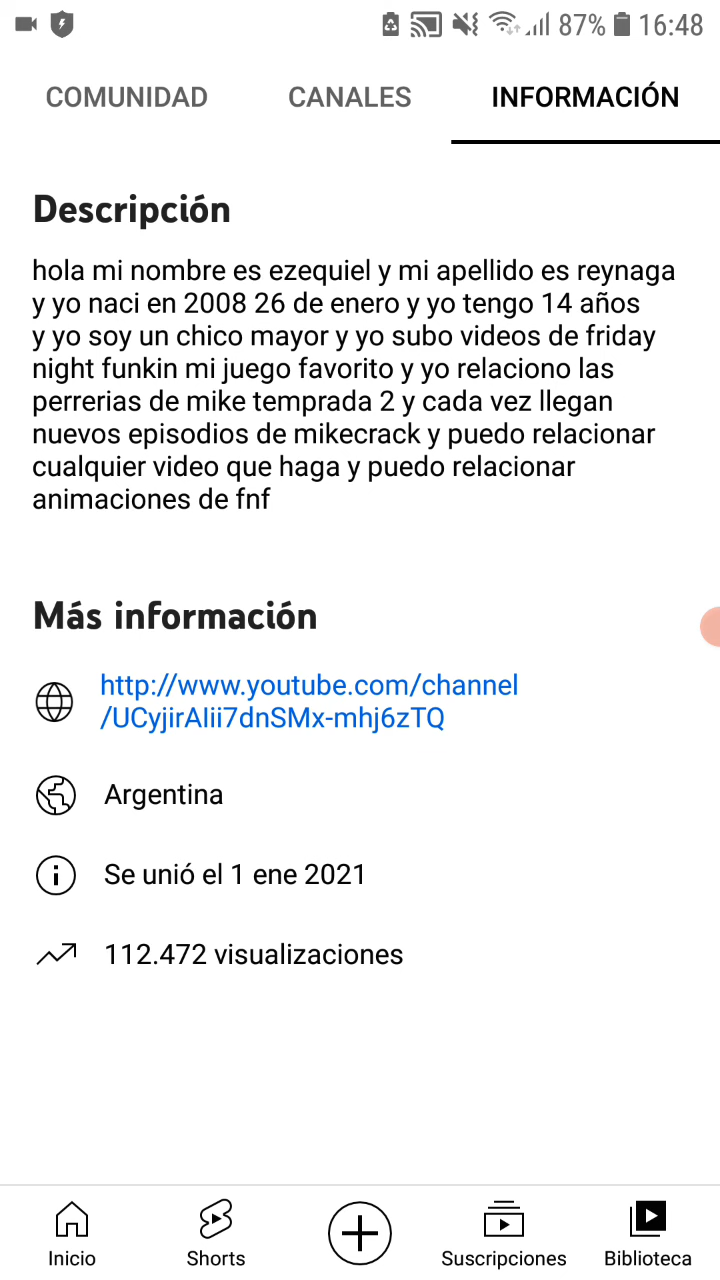 87% 16:48
COMUNIDAD CANALES INFORMACIÓN
Descripción
hola mi nombre es ezequiel y mi apellido es reynaga
y yo naci en 2008 26 de enero y yo tengo 14 años
y yo soy un chico mayor y yo subo videos de friday
night funkin mi juego favorito y yo relaciono las
perrerias de mike temprada 2 y cada vez llegan
nuevos episodios de mikecrack y puedo relacionar
cualquier video que haga y puedo relacionar
animaciones de fnf
Más información
http://www.youtube.com/channel
/UCyjirAIii7dnSMx-mhj6zTQ
Argentina
Se unió el 1 ene 2021
112.472 visualizaciones
Inicio Shorts Suscripciones Biblioteca